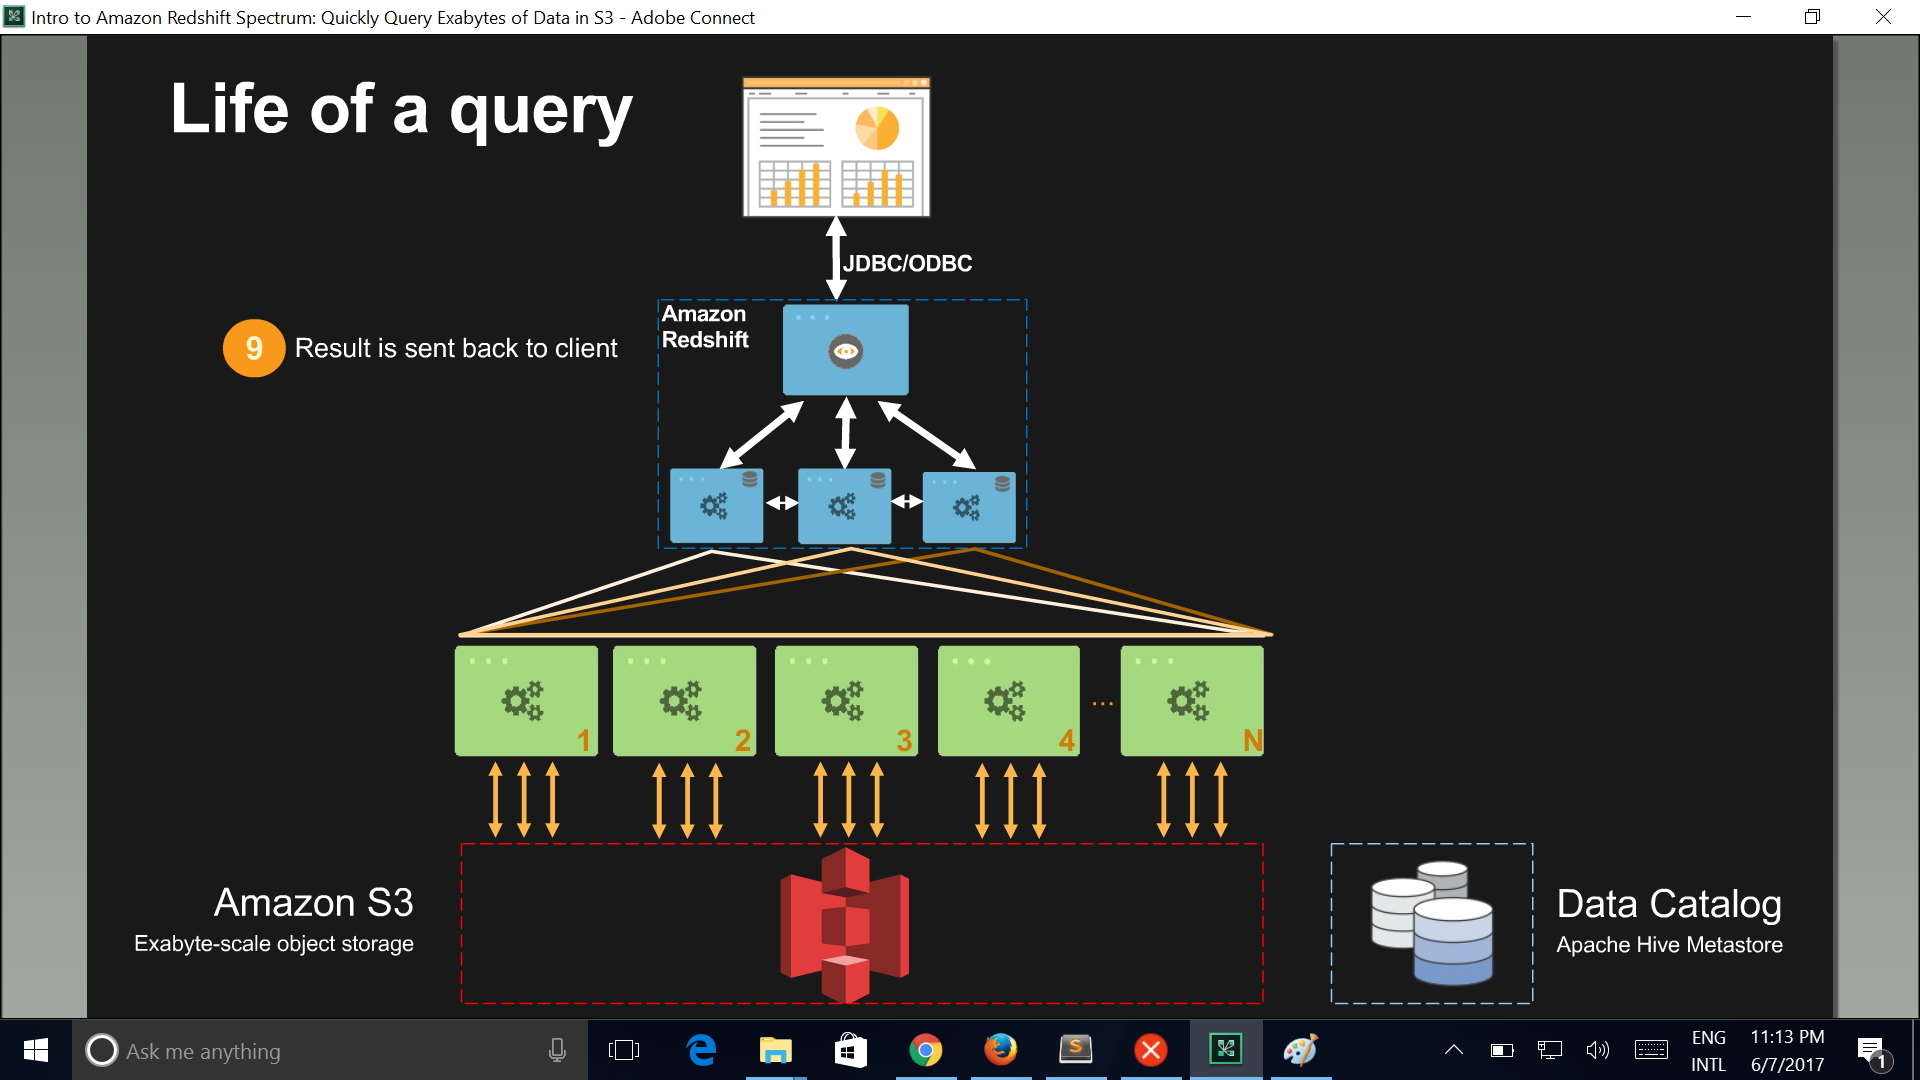 Intro to Amazon Redshift Spectrum: Quickly Query Exabytes of Data in S3 - Adobe Connect
Life of a query
JDBC/ODBC
Amazon
Redshift
9 Result is sent back to client
1 2 3 4 ... N
Amazon S3
Exabyte-scale object storage
Data Catalog
Apache Hive Metastore
Ask me anything
ENG
INTL
11:13 PM
6/7/2017
1